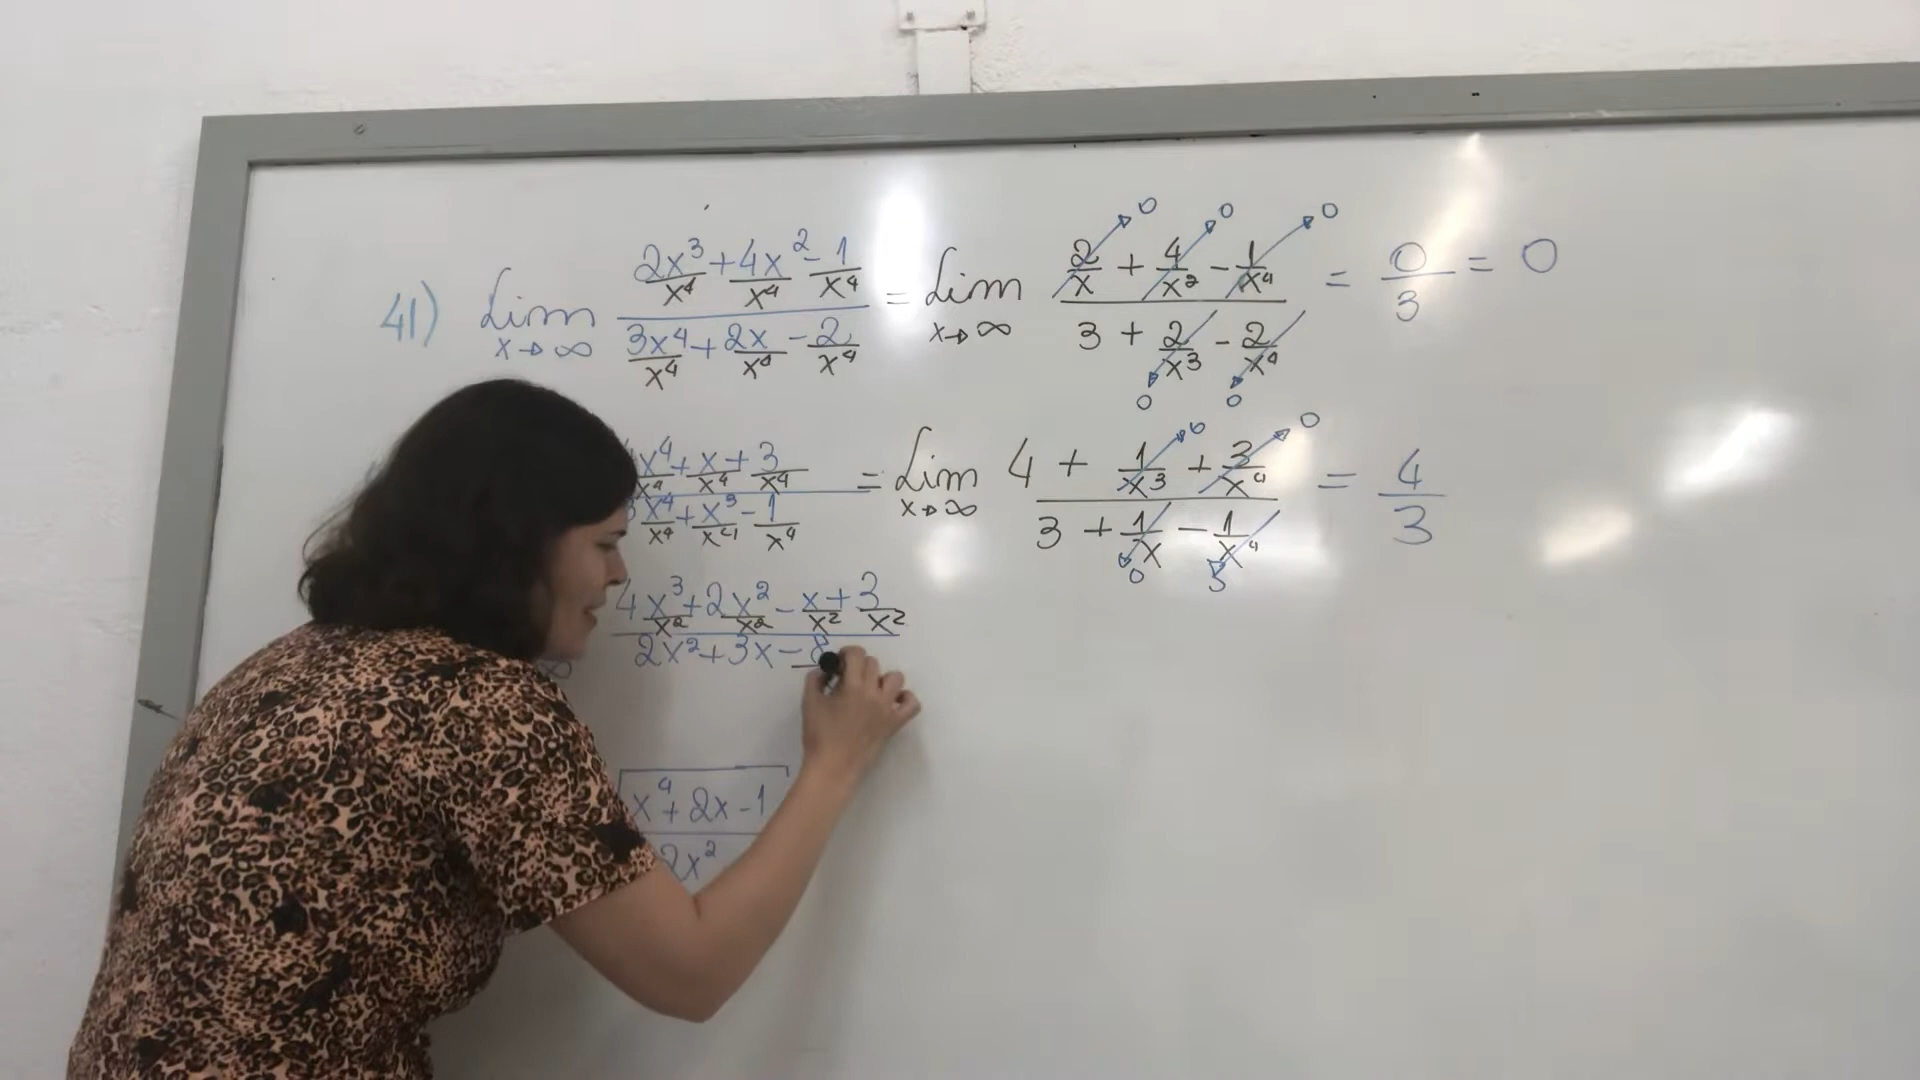 41) Lim x→∞ (2x³/x⁴ + 4x²/x⁴ - 1/x⁴) / (3x⁴/x⁴ + 2x/x⁴ - 2/x⁴) = Lim x→∞ (2/x →0 + 4/x² →0 - 1/x⁴ →0) / (3 + 2/x³ →0 - 2/x⁴ →0) = 0/3 = 0
x⁴/x⁴ + x/x⁴ + 3/x⁴ / x⁴/x⁴ + x³/x⁴ - 1/x⁴ = Lim x→∞ (4 + 1/x³ →0 + 3/x⁴ →0) / (3 + 1/x →0 - 1/x⁴ →) = 4/3
∞ (4x³/x² + 2x²/x² - x/x² + 3/x²) / (2x² + 3x - 8)
x⁴ + 2x - 1 / 2x²